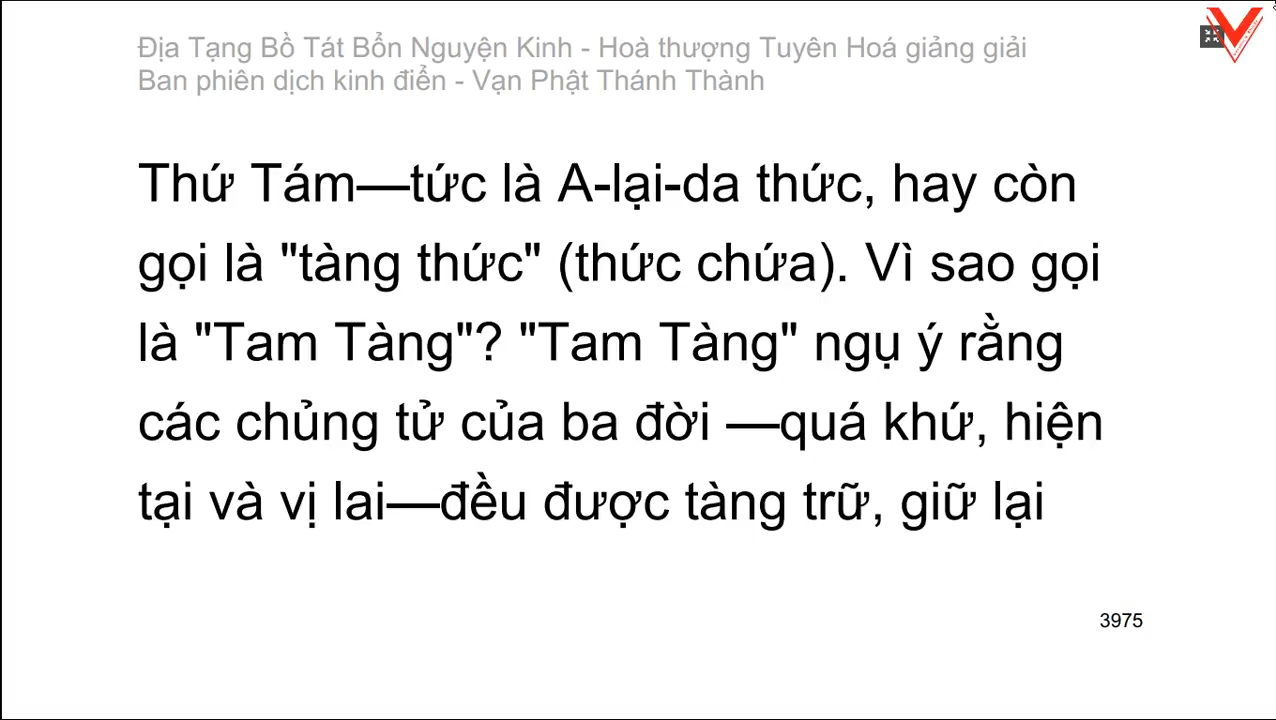 Địa Tạng Bồ Tát Bổn Nguyện Kinh - Hoà thượng Tuyên Hoá giảng giải
Ban phiên dịch kinh điển - Vạn Phật Thánh Thành
Thứ Tám—tức là A-lại-da thức, hay còn
gọi là "tàng thức" (thức chứa). Vì sao gọi
là "Tam Tàng"? "Tam Tàng" ngụ ý rằng
các chủng tử của ba đời —quá khứ, hiện
tại và vị lai—đều được tàng trữ, giữ lại
3975